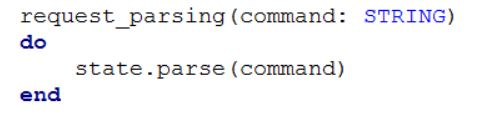 request_parsing(command: STRING)
do
    state.parse(command)
end